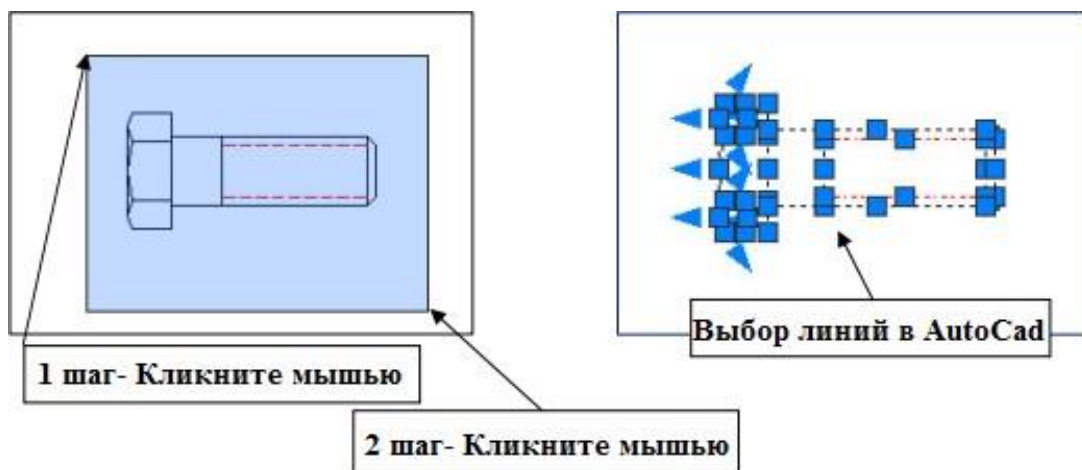 1 шаг- Кликните мышью
2 шаг- Кликните мышью
Выбор линий в AutoCad